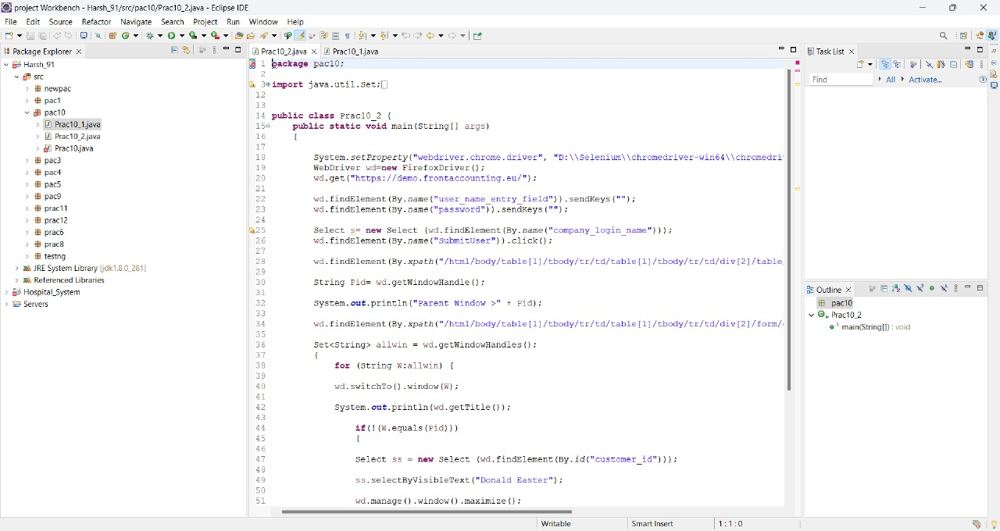 project Workbench - Harsh_91/src/pac10/Prac10_2.java - Eclipse IDE
File Edit Source Refactor Navigate Search Project Run Window Help
Package Explorer
Harsh_91
src
newpac
pac1
pac10
Prac10_1.java
Prac10_2.java
Prac10.java
pac3
pac4
pac5
pac9
prac11
prac12
prac6
prac8
testng
JRE System Library [jdk1.8.0_281]
Referenced Libraries
Hospital_System
Servers
Prac10_2.java Prac10_1.java
1 package pac10;
2
3 import java.util.Set;
12
13
14 public class Prac10_2 {
15 public static void main(String[] args)
16 {
17
18 System.setProperty("webdriver.chrome.driver", "D:\\Selenium\\chromedriver-win64\\chromedri
19 WebDriver wd=new FirefoxDriver();
20 wd.get("https://demo.frontaccounting.eu/");
21
22 wd.findElement(By.name("user_name_entry_field")).sendKeys("");
23 wd.findElement(By.name("password")).sendKeys("");
24
25 Select s= new Select (wd.findElement(By.name("company_login_name")));
26 wd.findElement(By.name("SubmitUser")).click();
27
28 wd.findElement(By.xpath("/html/body/table[1]/tbody/tr/td/table[1]/tbody/tr/td/div[2]/table
29
30 String Pid= wd.getWindowHandle();
31
32 System.out.println("Parent Window >" + Pid);
33
34 wd.findElement(By.xpath("/html/body/table[1]/tbody/tr/td/table[1]/tbody/tr/td/div[2]/form/
35
36 Set<String> allwin = wd.getWindowHandles();
37 {
38 for (String W:allwin) {
39
40 wd.switchTo().window(W);
41
42 System.out.println(wd.getTitle());
43
44 if(!(W.equals(Pid)))
45 {
46
47 Select ss = new Select (wd.findElement(By.id("customer_id")));
48
49 ss.selectByVisibleText("Donald Easter");
50
51 wd.manage().window().maximize();
Task List
Find All Activate...
Outline
pac10
Prac10_2
main(String[]) : void
Writable Smart Insert 1 : 1 : 0